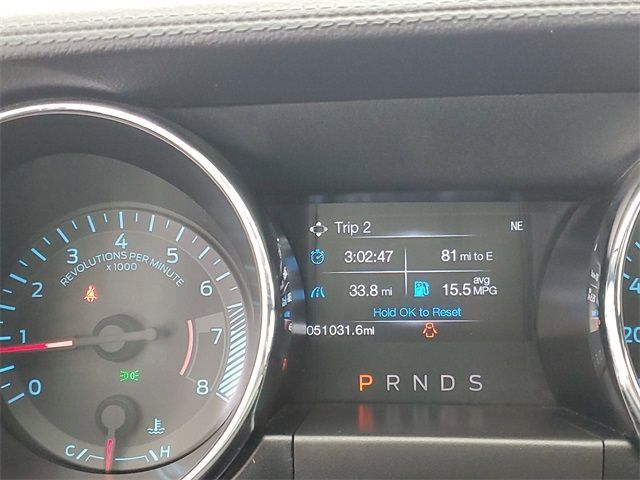 Trip 2 NE
3:02:47 81 mi to E
33.8 mi 15.5 avg MPG
Hold OK to Reset
051031.6mi
P R N D S
0 1 2 3 4 5 6 7 8
REVOLUTIONS PER MINUTE
x1000
C H